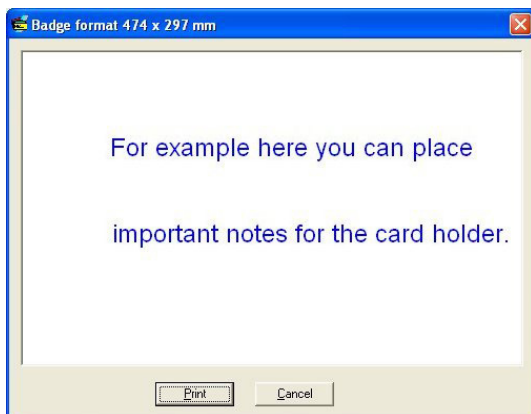 Badge format 474 x 297 mm
For example here you can place
important notes for the card holder.
Print
Cancel